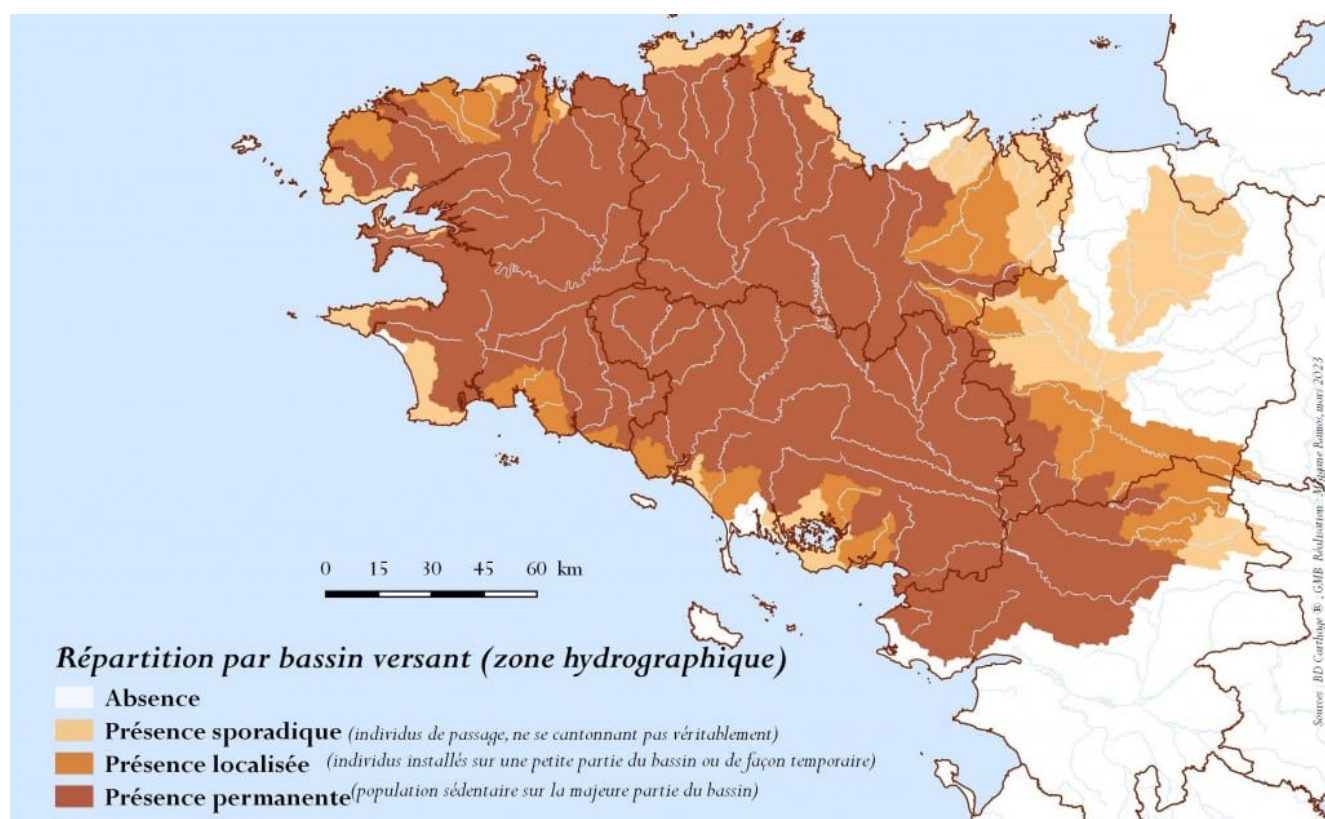 Sources : BD Carthage ® ; GMB Réalisation : Morgane Ramos, mars 2023
0 15 30 45 60 km
Répartition par bassin versant (zone hydrographique)
Absence
Présence sporadique (individus de passage, ne se cantonnant pas véritablement)
Présence localisée (individus installés sur une petite partie du bassin ou de façon temporaire)
Présence permanente (population sédentaire sur la majeure partie du bassin)